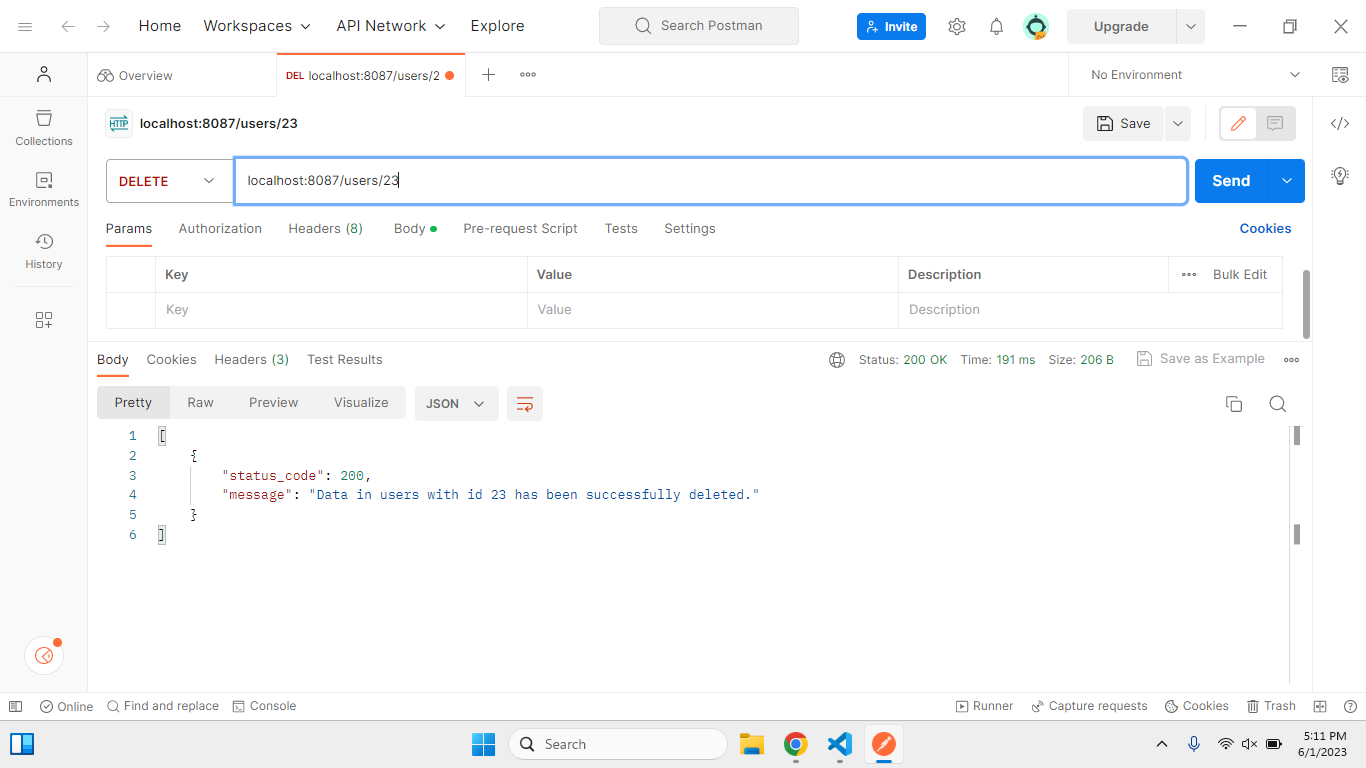 Home Workspaces API Network Explore Search Postman Invite Upgrade
Overview DEL localhost:8087/users/2 No Environment
HTTP localhost:8087/users/23 Save
Collections
Environments
History
DELETE localhost:8087/users/23 Send
Params Authorization Headers (8) Body Pre-request Script Tests Settings Cookies
Key Value Description Bulk Edit
Key Value Description
Body Cookies Headers (3) Test Results Status: 200 OK Time: 191 ms Size: 206 B Save as Example
Pretty Raw Preview Visualize JSON
1 [
2 {
3 "status_code": 200,
4 "message": "Data in users with id 23 has been successfully deleted."
5 }
6 ]
Online Find and replace Console Runner Capture requests Cookies Trash
Search 5:11 PM
6/1/2023